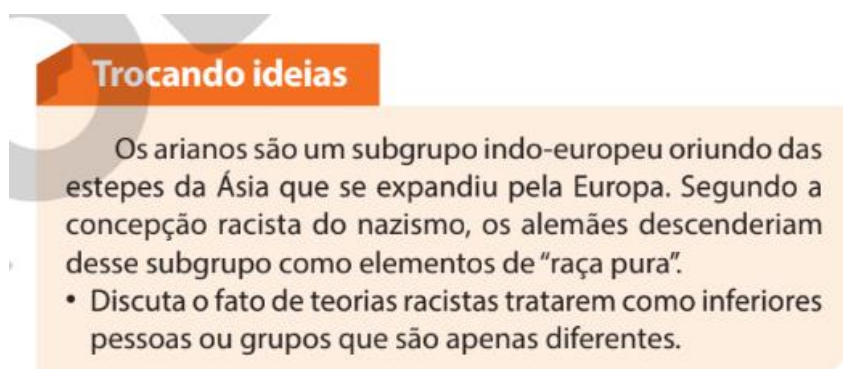 Trocando ideias
Os arianos são um subgrupo indo-europeu oriundo das
estepes da Ásia que se expandiu pela Europa. Segundo a
concepção racista do nazismo, os alemães descenderiam
desse subgrupo como elementos de “raça pura”.
• Discuta o fato de teorias racistas tratarem como inferiores
pessoas ou grupos que são apenas diferentes.